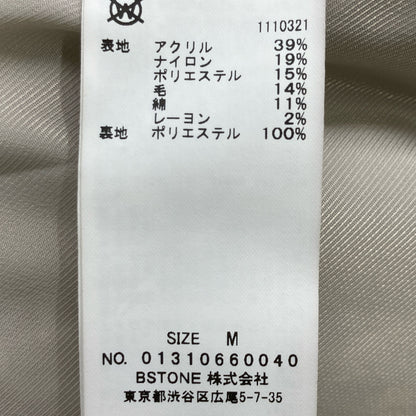 1110321
表地 アクリル 39%
ナイロン 19%
ポリエステル 15%
毛 14%
綿 11%
レーヨン 2%
裏地 ポリエステル 100%
SIZE M
NO. 01310660040
BSTONE 株式会社
東京都渋谷区広尾5-7-35